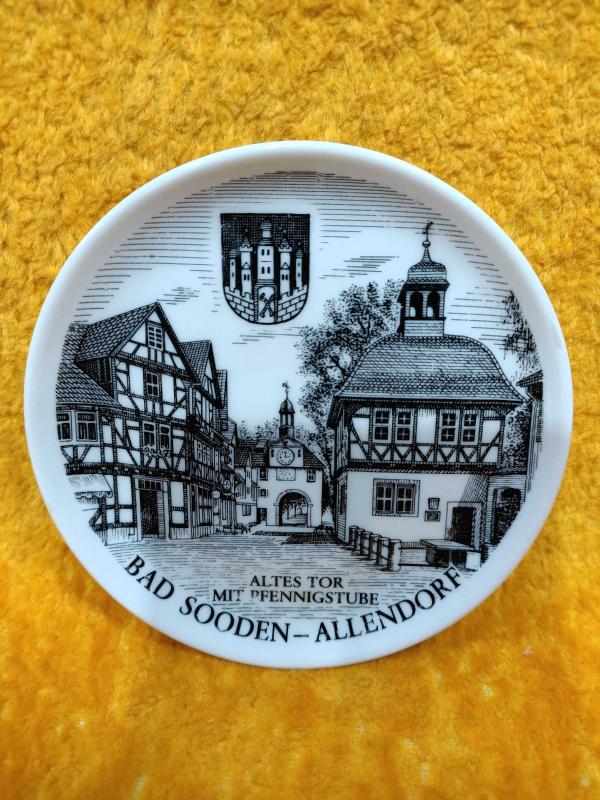 ALTES TOR
MIT PFENNIGSTUBE
BAD SOODEN-ALLENDORF